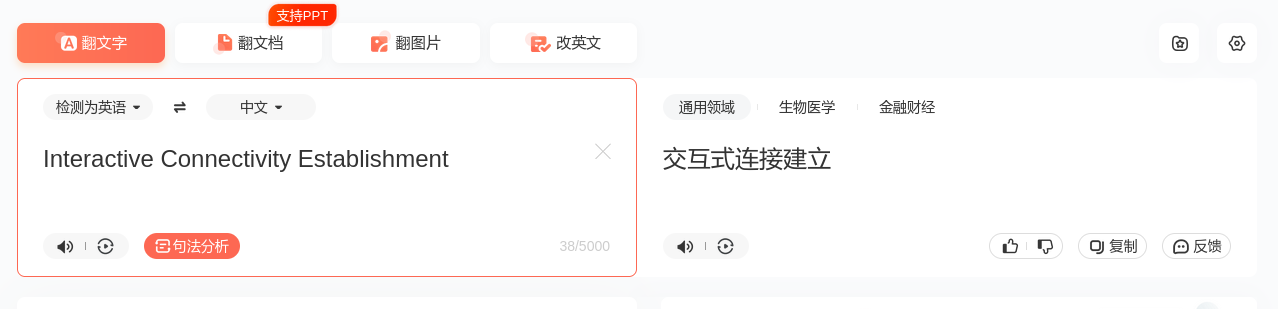 支持PPT
翻文字 翻文档 翻图片 改英文
检测为英语 中文 通用领域 生物医学 金融财经
Interactive Connectivity Establishment
交互式连接建立
句法分析 38/5000 复制 反馈